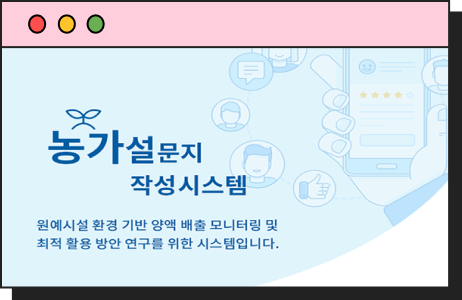 농가설문지
작성시스템
원예시설 환경 기반 양액 배출 모니터링 및
최적 활용 방안 연구를 위한 시스템입니다.